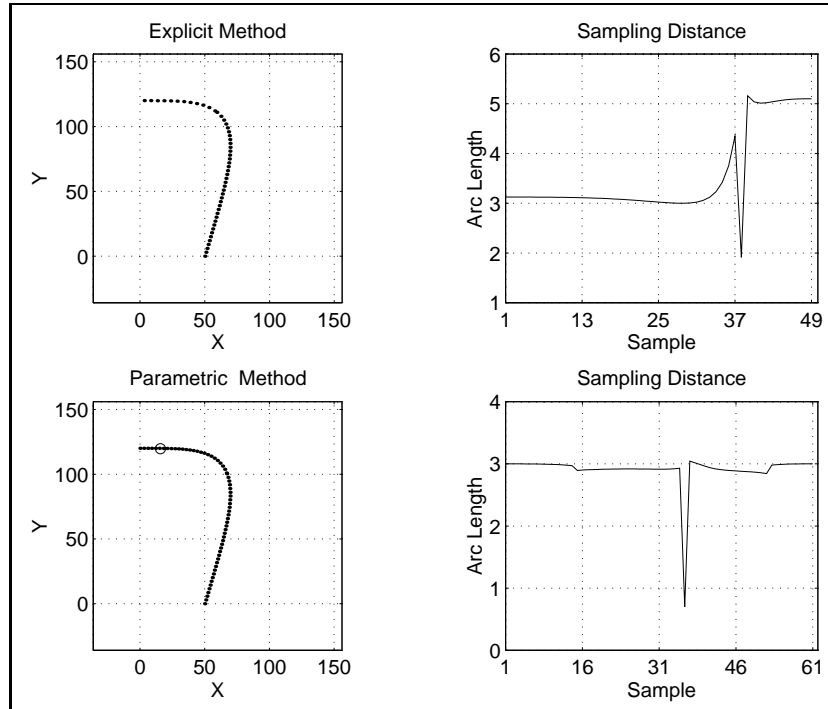 Explicit Method
150
100
50
0
Y
0 50 100 150
X
Sampling Distance
6
5
4
3
2
1
Arc Length
1 13 25 37 49
Sample
Parametric Method
150
100
50
0
Y
0 50 100 150
X
Sampling Distance
4
3
2
1
0
Arc Length
1 16 31 46 61
Sample